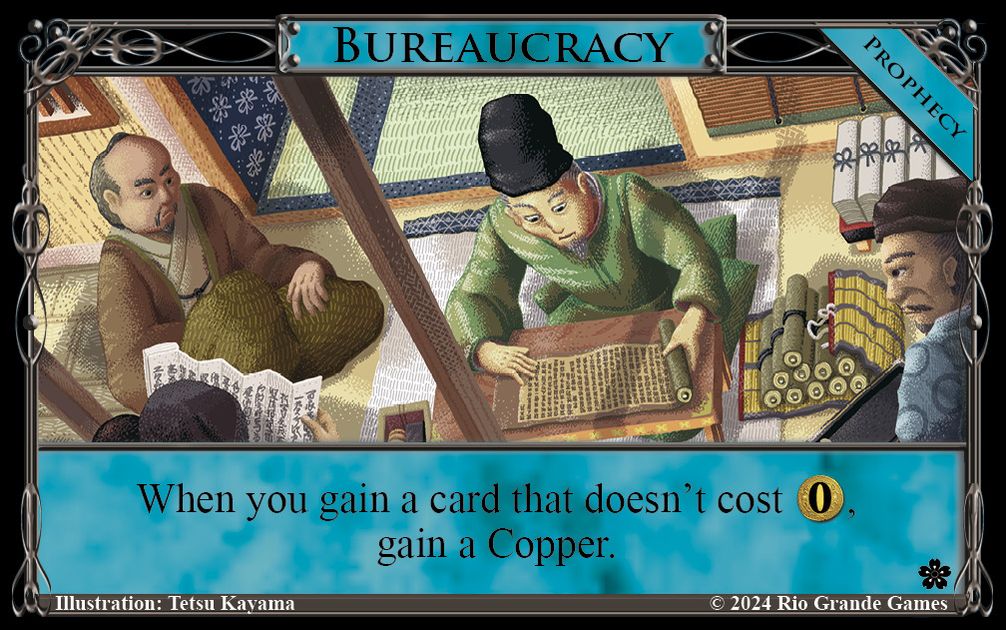 BUREAUCRACY
PROPHECY
When you gain a card that doesn't cost 0,
gain a Copper.
Illustration: Tetsu Kayama
© 2024 Rio Grande Games